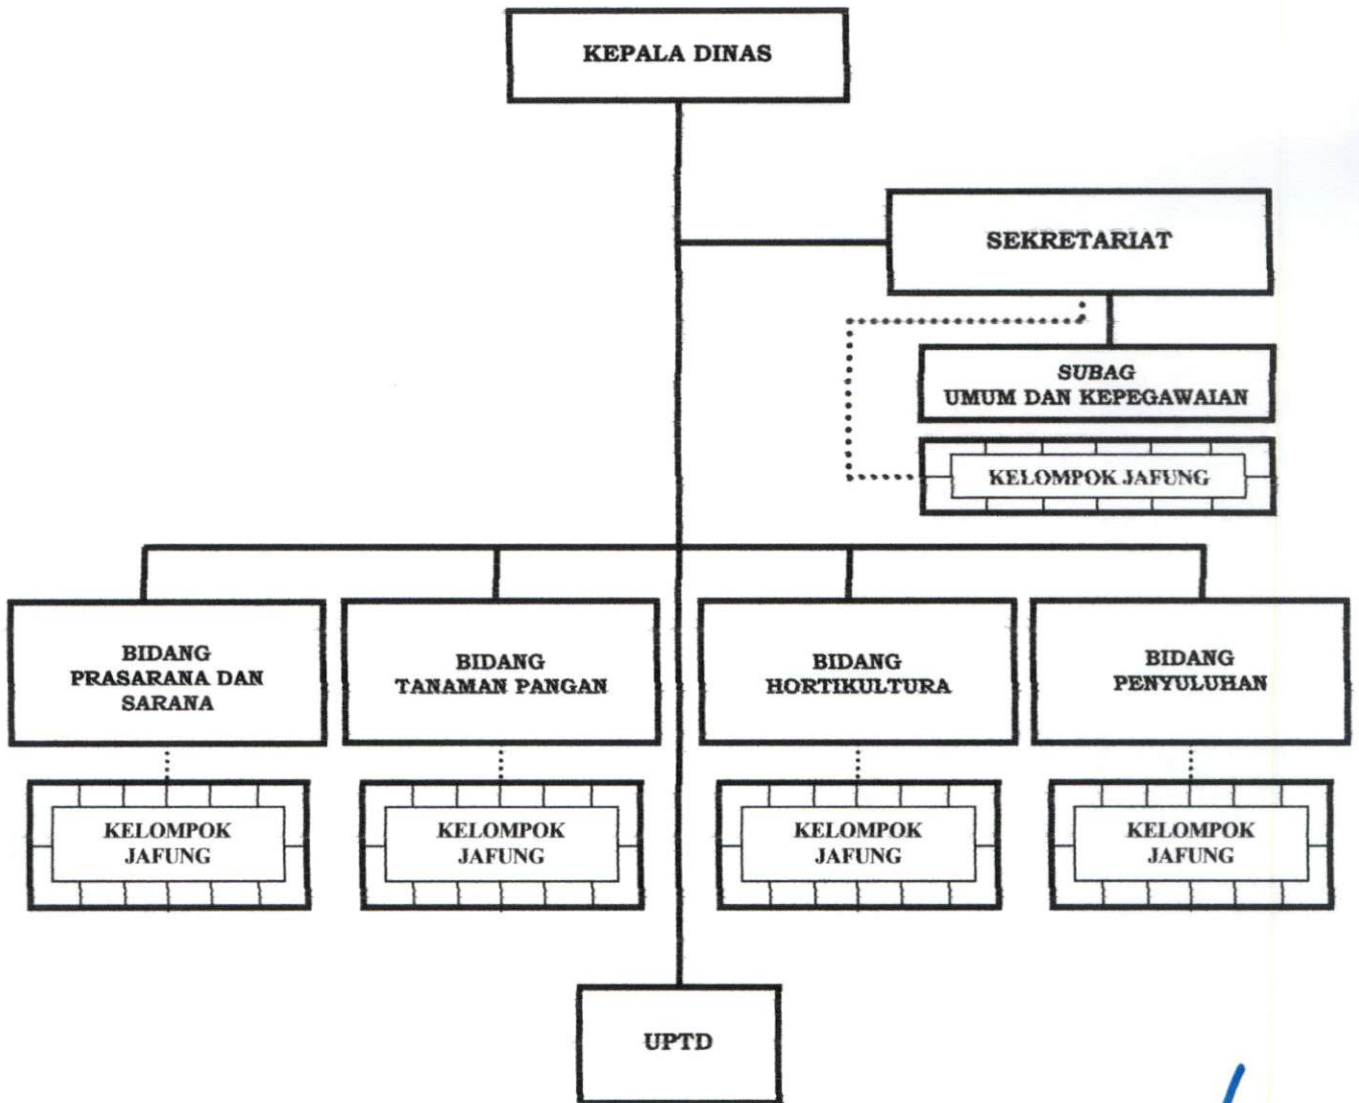 KEPALA DINAS
SEKRETARIAT
SUBAG
UMUM DAN KEPEGAWAIAN
KELOMPOK JAFUNG
BIDANG
PRASARANA DAN
SARANA
BIDANG
TANAMAN PANGAN
BIDANG
HORTIKULTURA
BIDANG
PENYULUHAN
KELOMPOK
JAFUNG
KELOMPOK
JAFUNG
KELOMPOK
JAFUNG
KELOMPOK
JAFUNG
UPTD